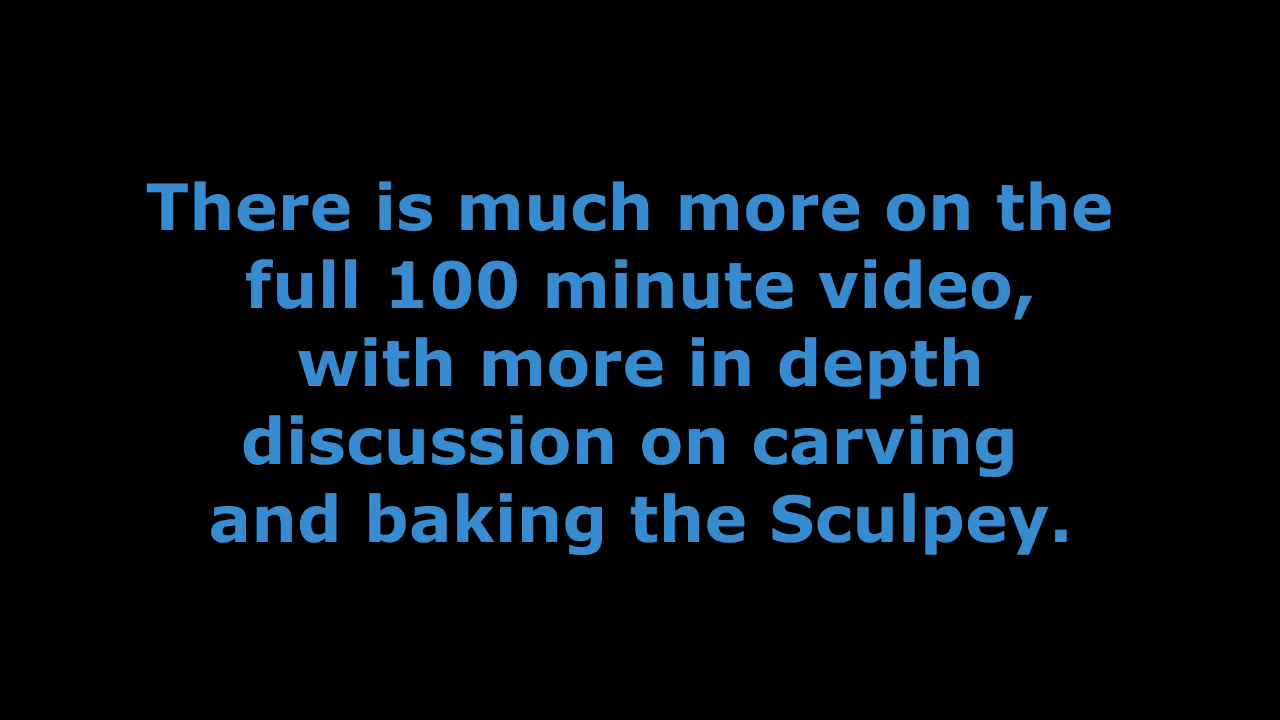 There is much more on the
full 100 minute video,
with more in depth
discussion on carving
and baking the Sculpey.